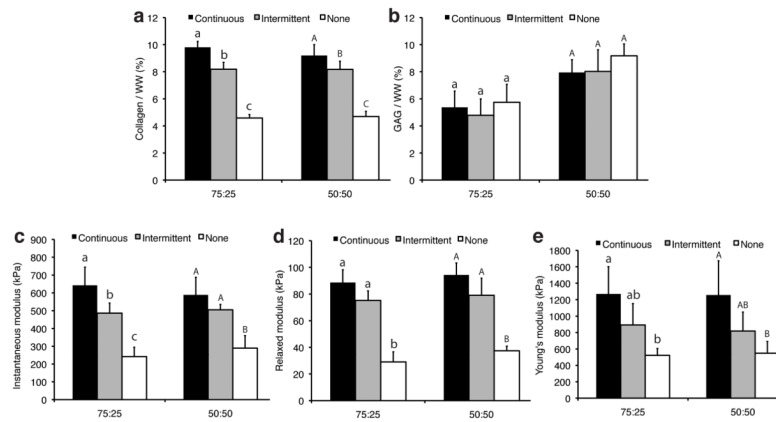 a
■Continuous ■Intermittent □None
12
10
8
6
4
2
0
Collagen / WW (%)
a
b
c
A
B
C
75:25
50:50
b
■Continuous ■Intermittent □None
12
10
8
6
4
2
0
GAG / WW (%)
a
a
a
A
A
A
75:25
50:50
c
■Continuous ■Intermittent □None
900
800
700
600
500
400
300
200
100
0
Instantaneous modulus (kPa)
a
b
c
A
A
B
75:25
50:50
d
■Continuous ■Intermittent □None
120
100
80
60
40
20
0
Relaxed modulus (kPa)
a
a
b
A
A
B
75:25
50:50
e
■Continuous ■Intermittent □None
1800
1600
1400
1200
1000
800
600
400
200
0
Young's modulus (kPa)
a
ab
b
A
AB
B
75:25
50:50